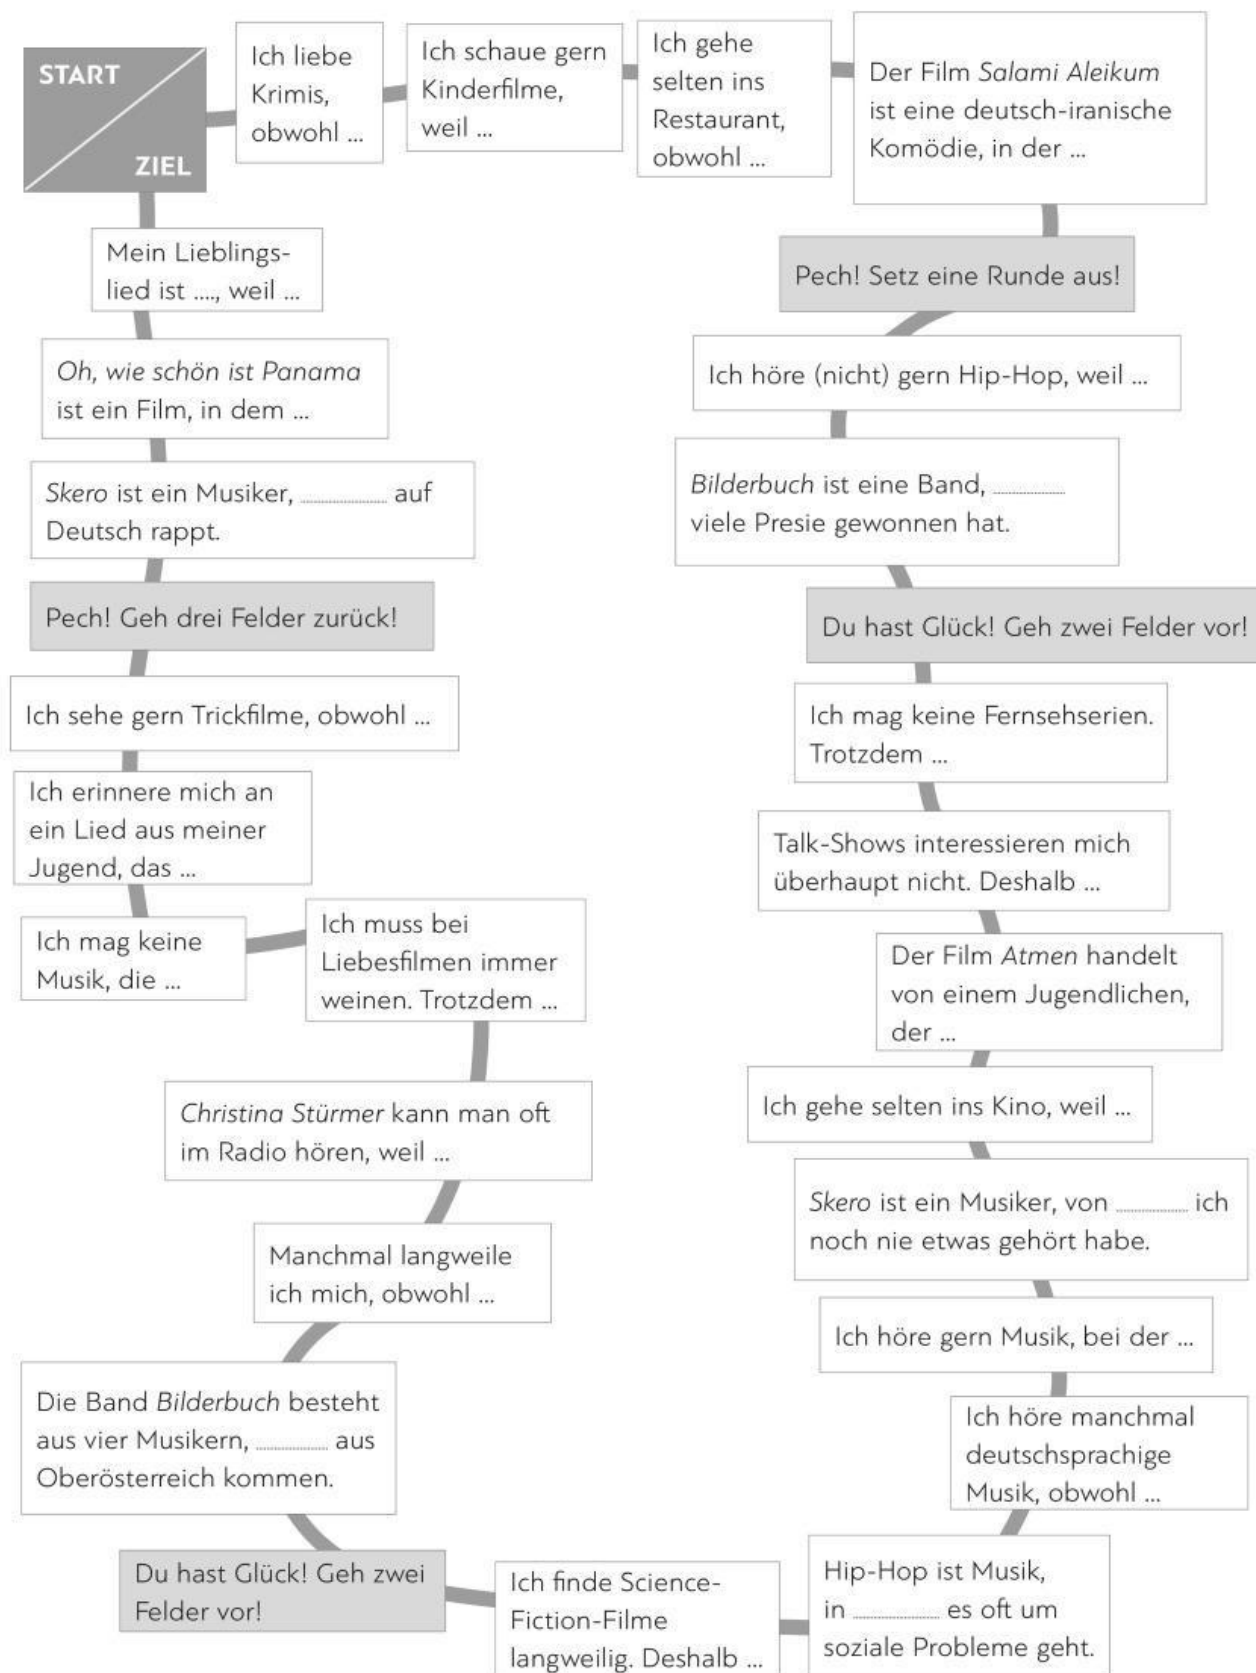 START
ZIEL
Ich liebe
Krimis,
obwohl ...
Ich schaue gern
Kinderfilme,
weil ...
Ich gehe
selten ins
Restaurant,
obwohl ...
Der Film Salami Aleikum
ist eine deutsch-iranische
Komödie, in der ...
Pech! Setz eine Runde aus!
Ich höre (nicht) gern Hip-Hop, weil ...
Bilderbuch ist eine Band, ............
viele Presie gewonnen hat.
Du hast Glück! Geh zwei Felder vor!
Ich mag keine Fernsehserien.
Trotzdem ...
Talk-Shows interessieren mich
überhaupt nicht. Deshalb ...
Der Film Atmen handelt
von einem Jugendlichen,
der ...
Ich gehe selten ins Kino, weil ...
Skero ist ein Musiker, von ............ ich
noch nie etwas gehört habe.
Ich höre gern Musik, bei der ...
Ich höre manchmal
deutschsprachige
Musik, obwohl ...
Hip-Hop ist Musik,
in ............ es oft um
soziale Probleme geht.
Ich finde Science-
Fiction-Filme
langweilig. Deshalb ...
Du hast Glück! Geh zwei
Felder vor!
Die Band Bilderbuch besteht
aus vier Musikern, ............ aus
Oberösterreich kommen.
Manchmal langweile
ich mich, obwohl ...
Christina Stürmer kann man oft
im Radio hören, weil ...
Ich muss bei
Liebesfilmen immer
weinen. Trotzdem ...
Ich mag keine
Musik, die ...
Ich erinnere mich an
ein Lied aus meiner
Jugend, das ...
Ich sehe gern Trickfilme, obwohl ...
Pech! Geh drei Felder zurück!
Skero ist ein Musiker, ............ auf
Deutsch rappt.
Oh, wie schön ist Panama
ist ein Film, in dem ...
Mein Lieblings-
lied ist ...., weil ...